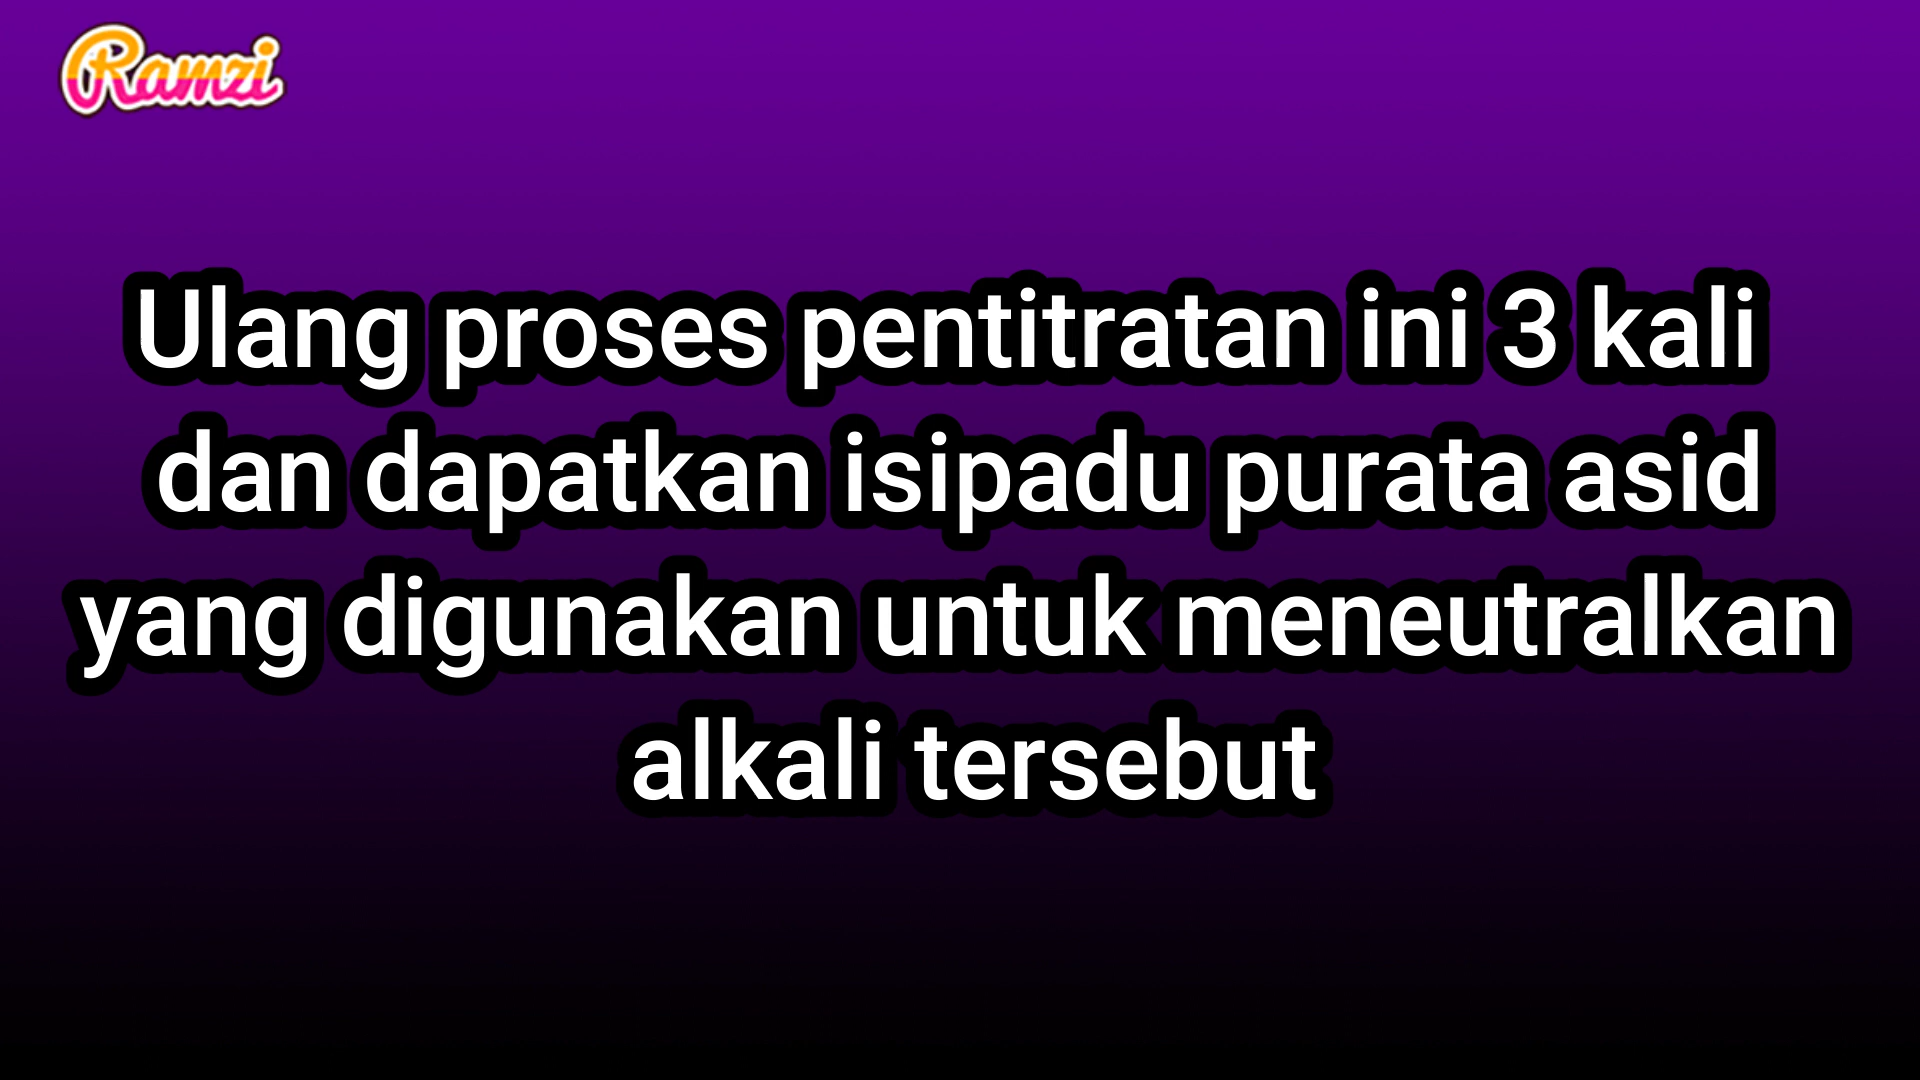 Ramzi
Ulang proses pentitratan ini 3 kali
dan dapatkan isipadu purata asid
yang digunakan untuk meneutralkan
alkali tersebut